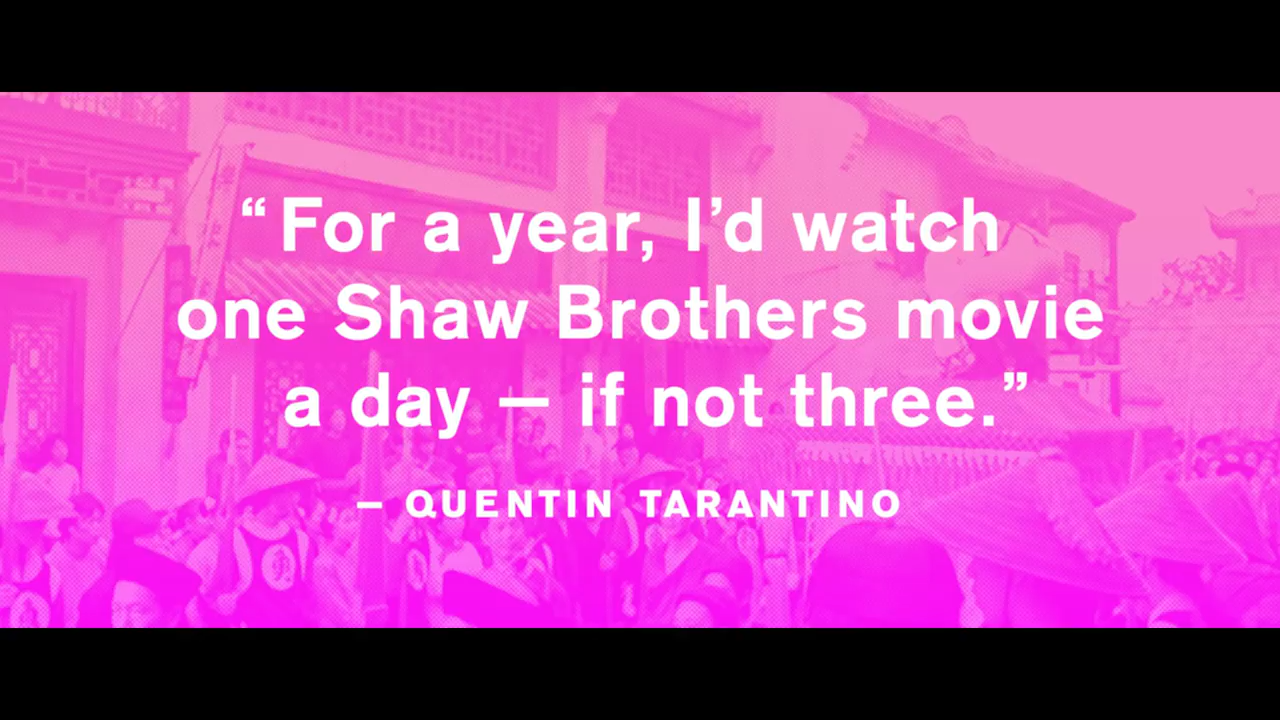 “ For a year, I’d watch
one Shaw Brothers movie
a day — if not three.”
— QUENTIN TARANTINO